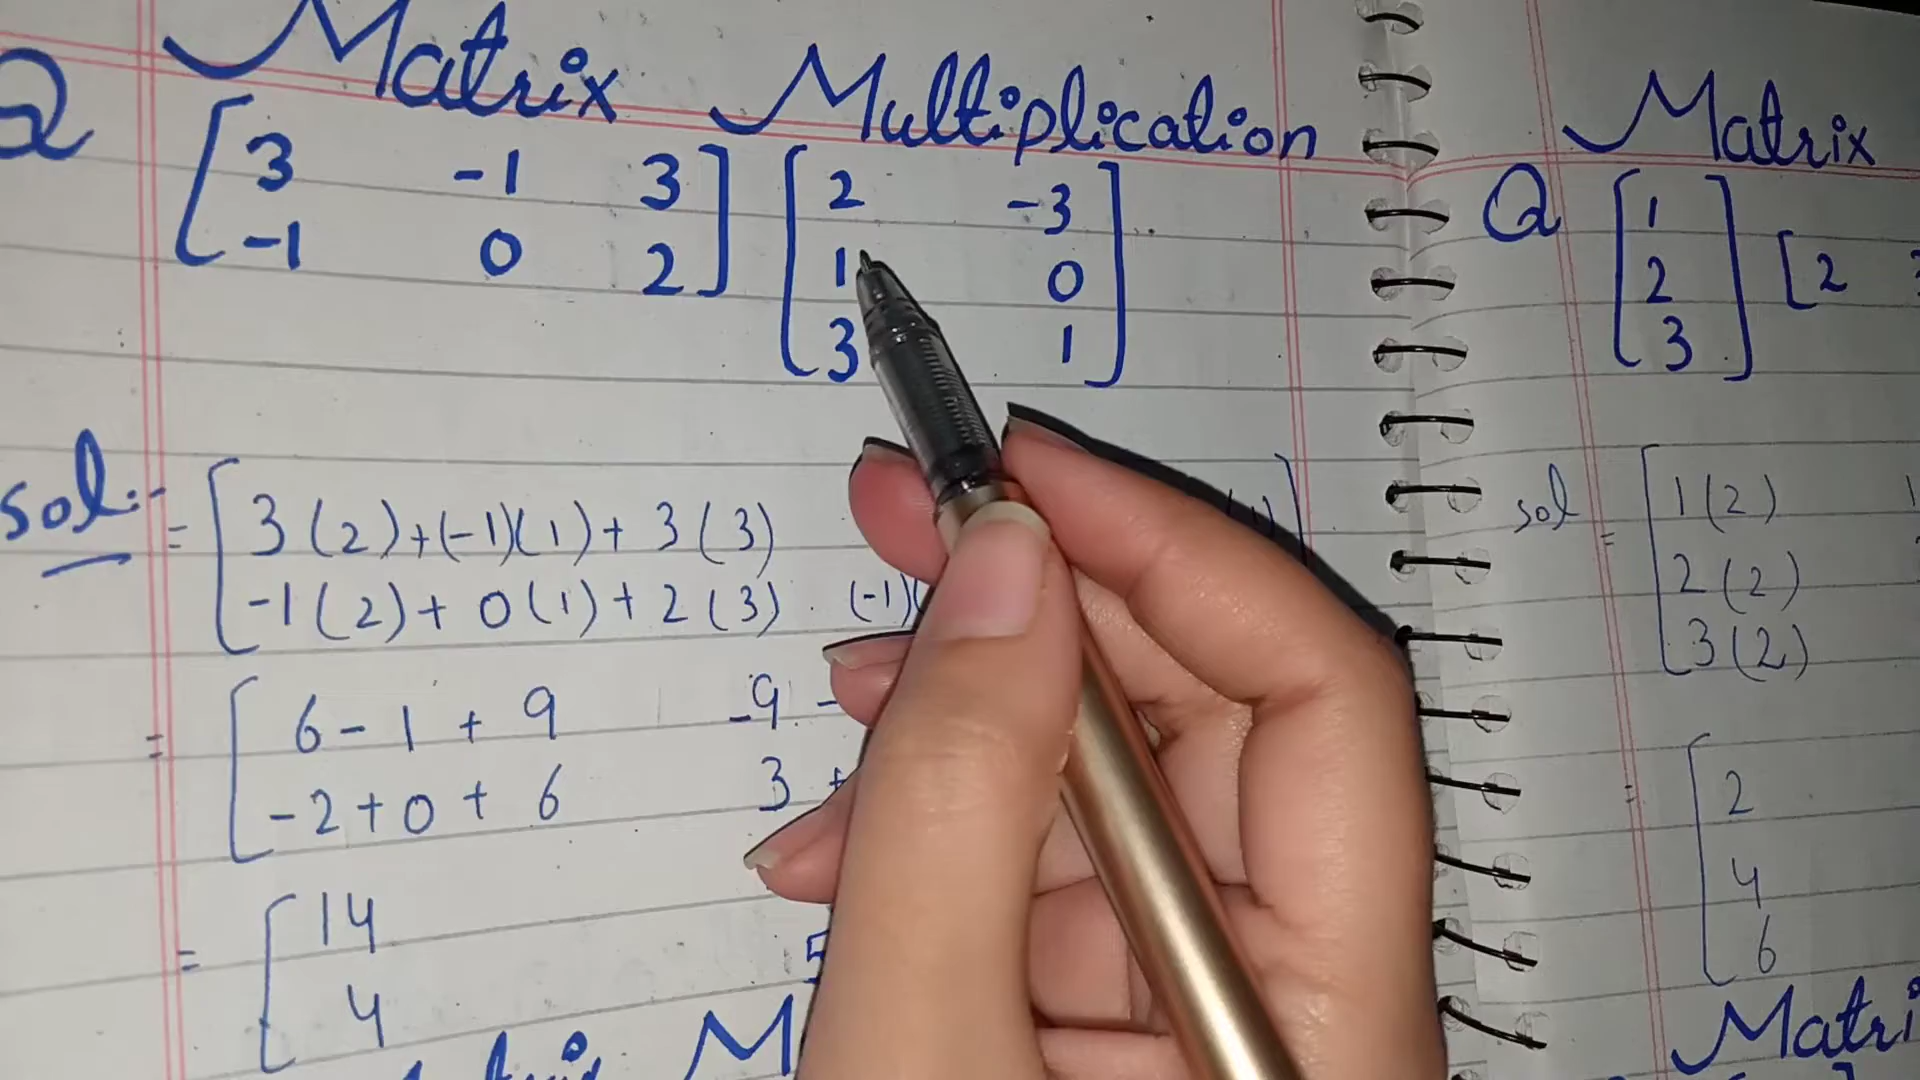 Matrix Multiplication
Q [3 -1 3] [2 -3]
[-1 0 2] [1 0]
[3 1]
sol:- = [3(2)+(-1)(1)+3(3)
-1(2)+0(1)+2(3) (-1)(
= [6-1+9 -9 -
-2+0+6 3 +
= [14 5
4
Matrix
Q [1
2] [2
3]
sol = [1(2) 1
2(2)
3(2)
= [2
4
6